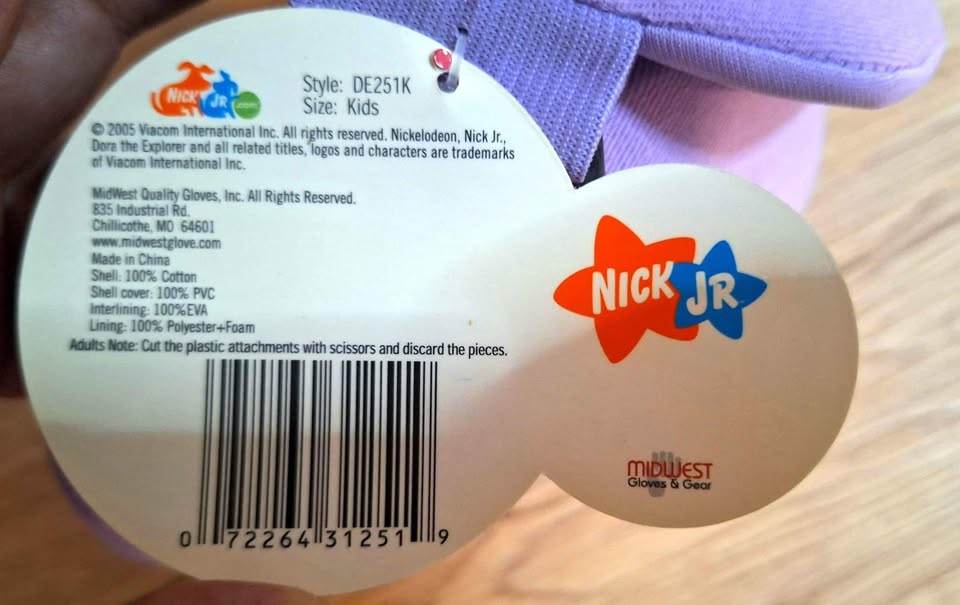 NICK JR .com
Style: DE251K
Size: Kids
© 2005 Viacom International Inc. All rights reserved. Nickelodeon, Nick Jr.,
Dora the Explorer and all related titles, logos and characters are trademarks
of Viacom International Inc.
MidWest Quality Gloves, Inc. All Rights Reserved.
835 Industrial Rd.
Chillicothe, MO 64601
www.midwestglove.com
Made in China
Shell: 100% Cotton
Shell cover: 100% PVC
Interlining: 100%EVA
Lining: 100% Polyester+Foam
Adults Note: Cut the plastic attachments with scissors and discard the pieces.
0 72264 31251 9
NICK JR
MIDWEST
Gloves & Gear